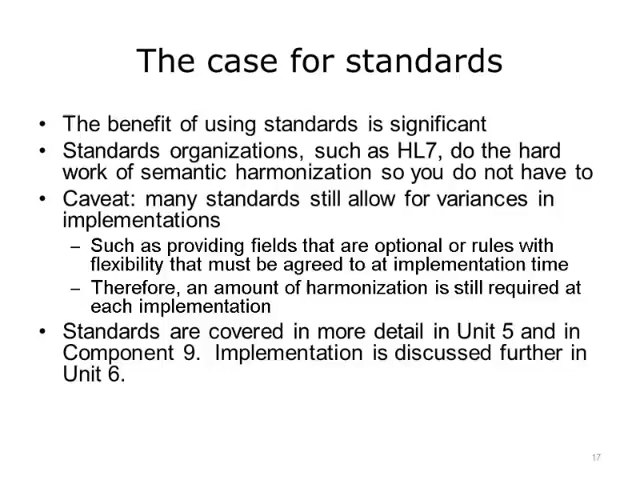 The case for standards
• The benefit of using standards is significant
• Standards organizations, such as HL7, do the hard
work of semantic harmonization so you do not have to
• Caveat: many standards still allow for variances in
implementations
– Such as providing fields that are optional or rules with
flexibility that must be agreed to at implementation time
– Therefore, an amount of harmonization is still required at
each implementation
• Standards are covered in more detail in Unit 5 and in
Component 9.  Implementation is discussed further in
Unit 6.
17